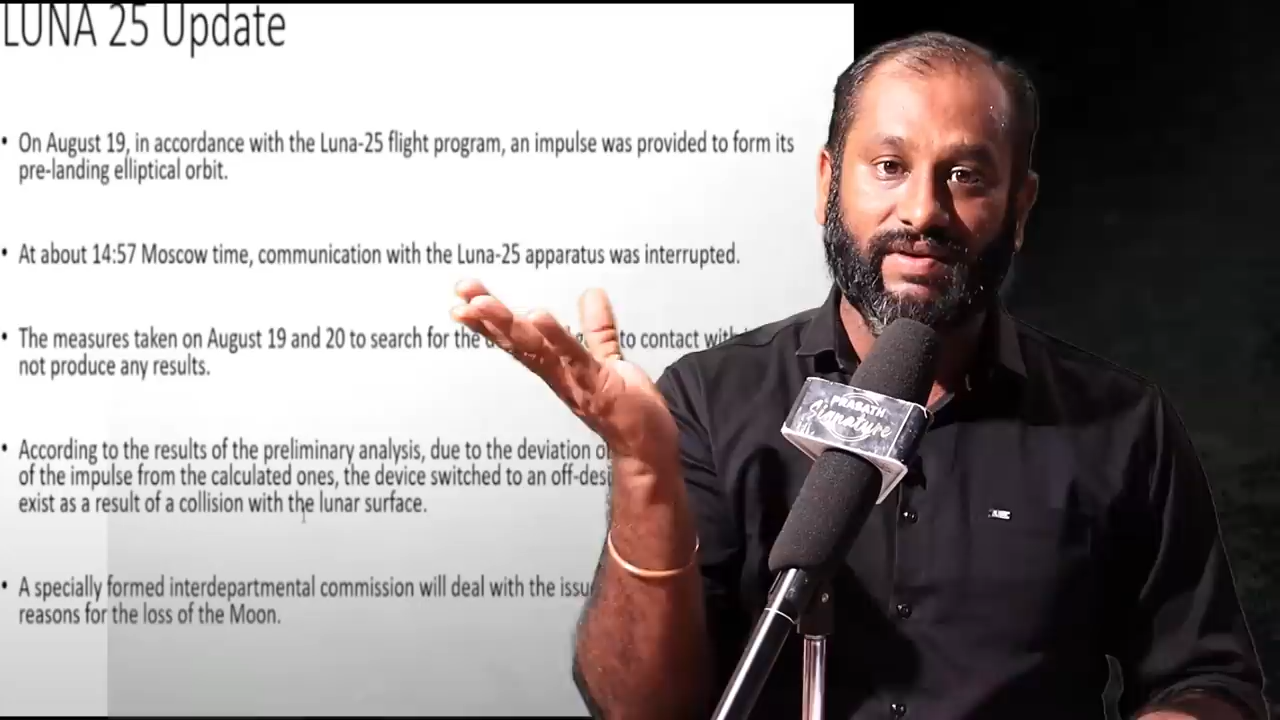 LUNA 25 Update
• On August 19, in accordance with the Luna-25 flight program, an impulse was provided to form its
pre-landing elliptical orbit.
• At about 14:57 Moscow time, communication with the Luna-25 apparatus was interrupted.
• The measures taken on August 19 and 20 to search for the to contact with
not produce any results.
• According to the results of the preliminary analysis, due to the deviation
of the impulse from the calculated ones, the device switched to an
exist as a result of a collision with the lunar surface.
• A specially formed interdepartmental commission will deal with the
reasons for the loss of the Moon.
PRASATH
Signature